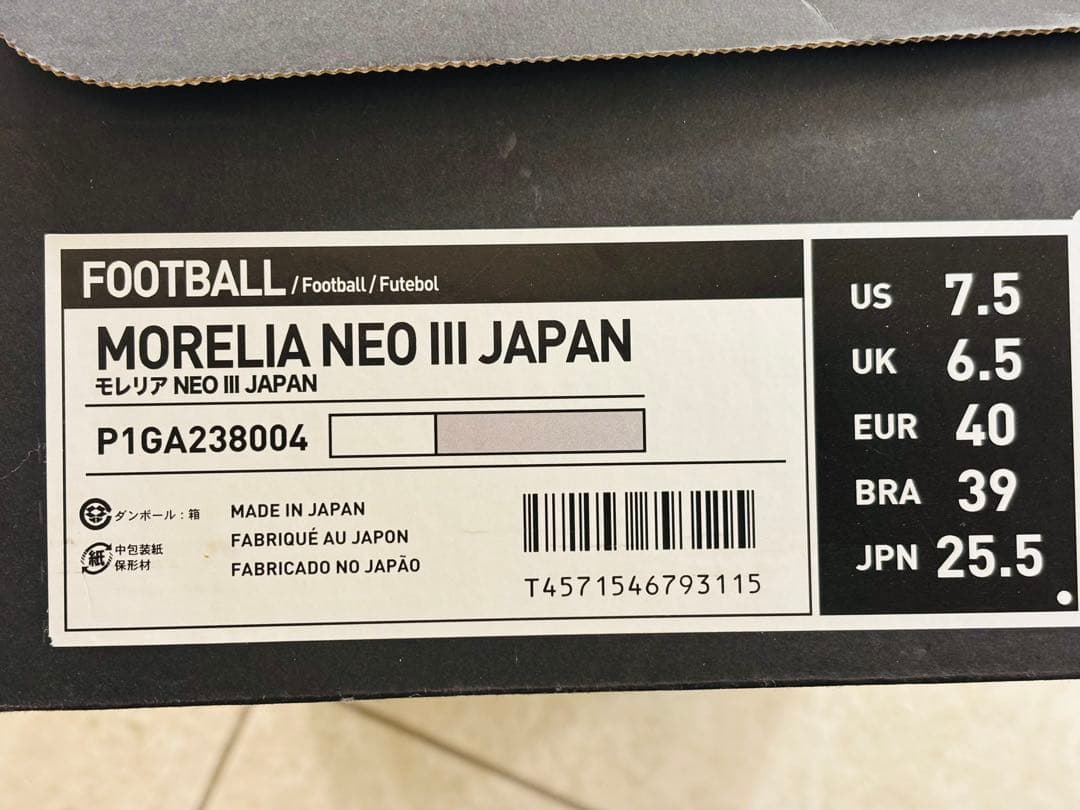 FOOTBALL / Football / Futebol
MORELIA NEO III JAPAN
モレリア NEO III JAPAN
P1GA238004
ダンボール：箱
紙 中包装紙
保形材
MADE IN JAPAN
FABRIQUÉ AU JAPON
FABRICADO NO JAPÃO
T4571546793115
US 7.5
UK 6.5
EUR 40
BRA 39
JPN 25.5